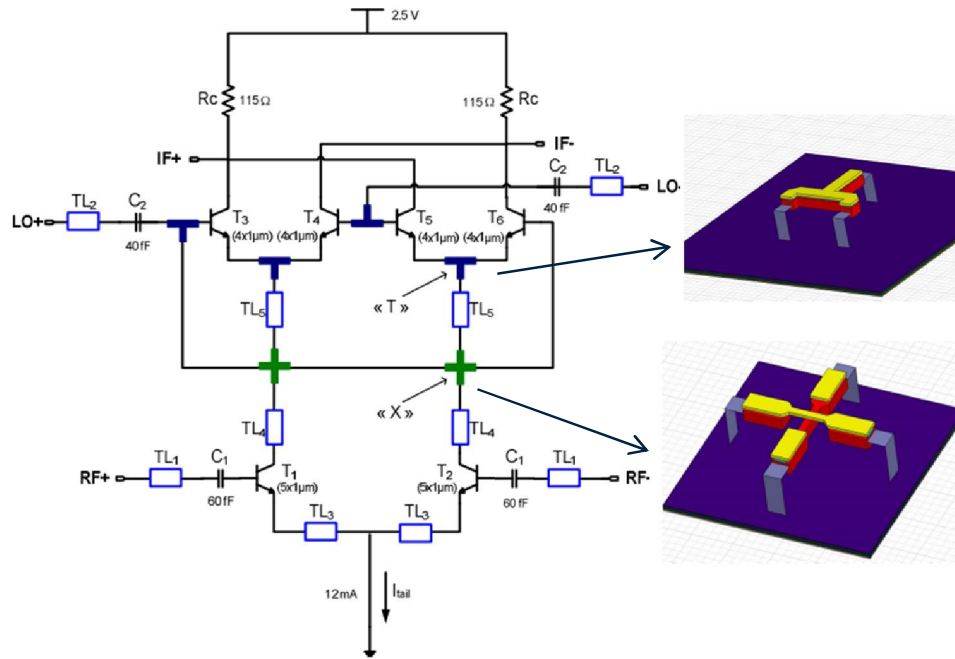 2.5 V
Rc
115Ω
115Ω
Rc
IF+
IF-
C2
TL2
LO-
40fF
TL2
C2
LO+
40fF
T3
T4
T5
T6
(4x1µm)
(4x1µm)
(4x1µm)
(4x1µm)
« T »
TL5
TL5
« X »
TL4
TL4
RF+
TL1
C1
T1
(5x1µm)
60fF
T2
(5x1µm)
C1
TL1
RF-
60fF
TL3
TL3
12mA
Itail